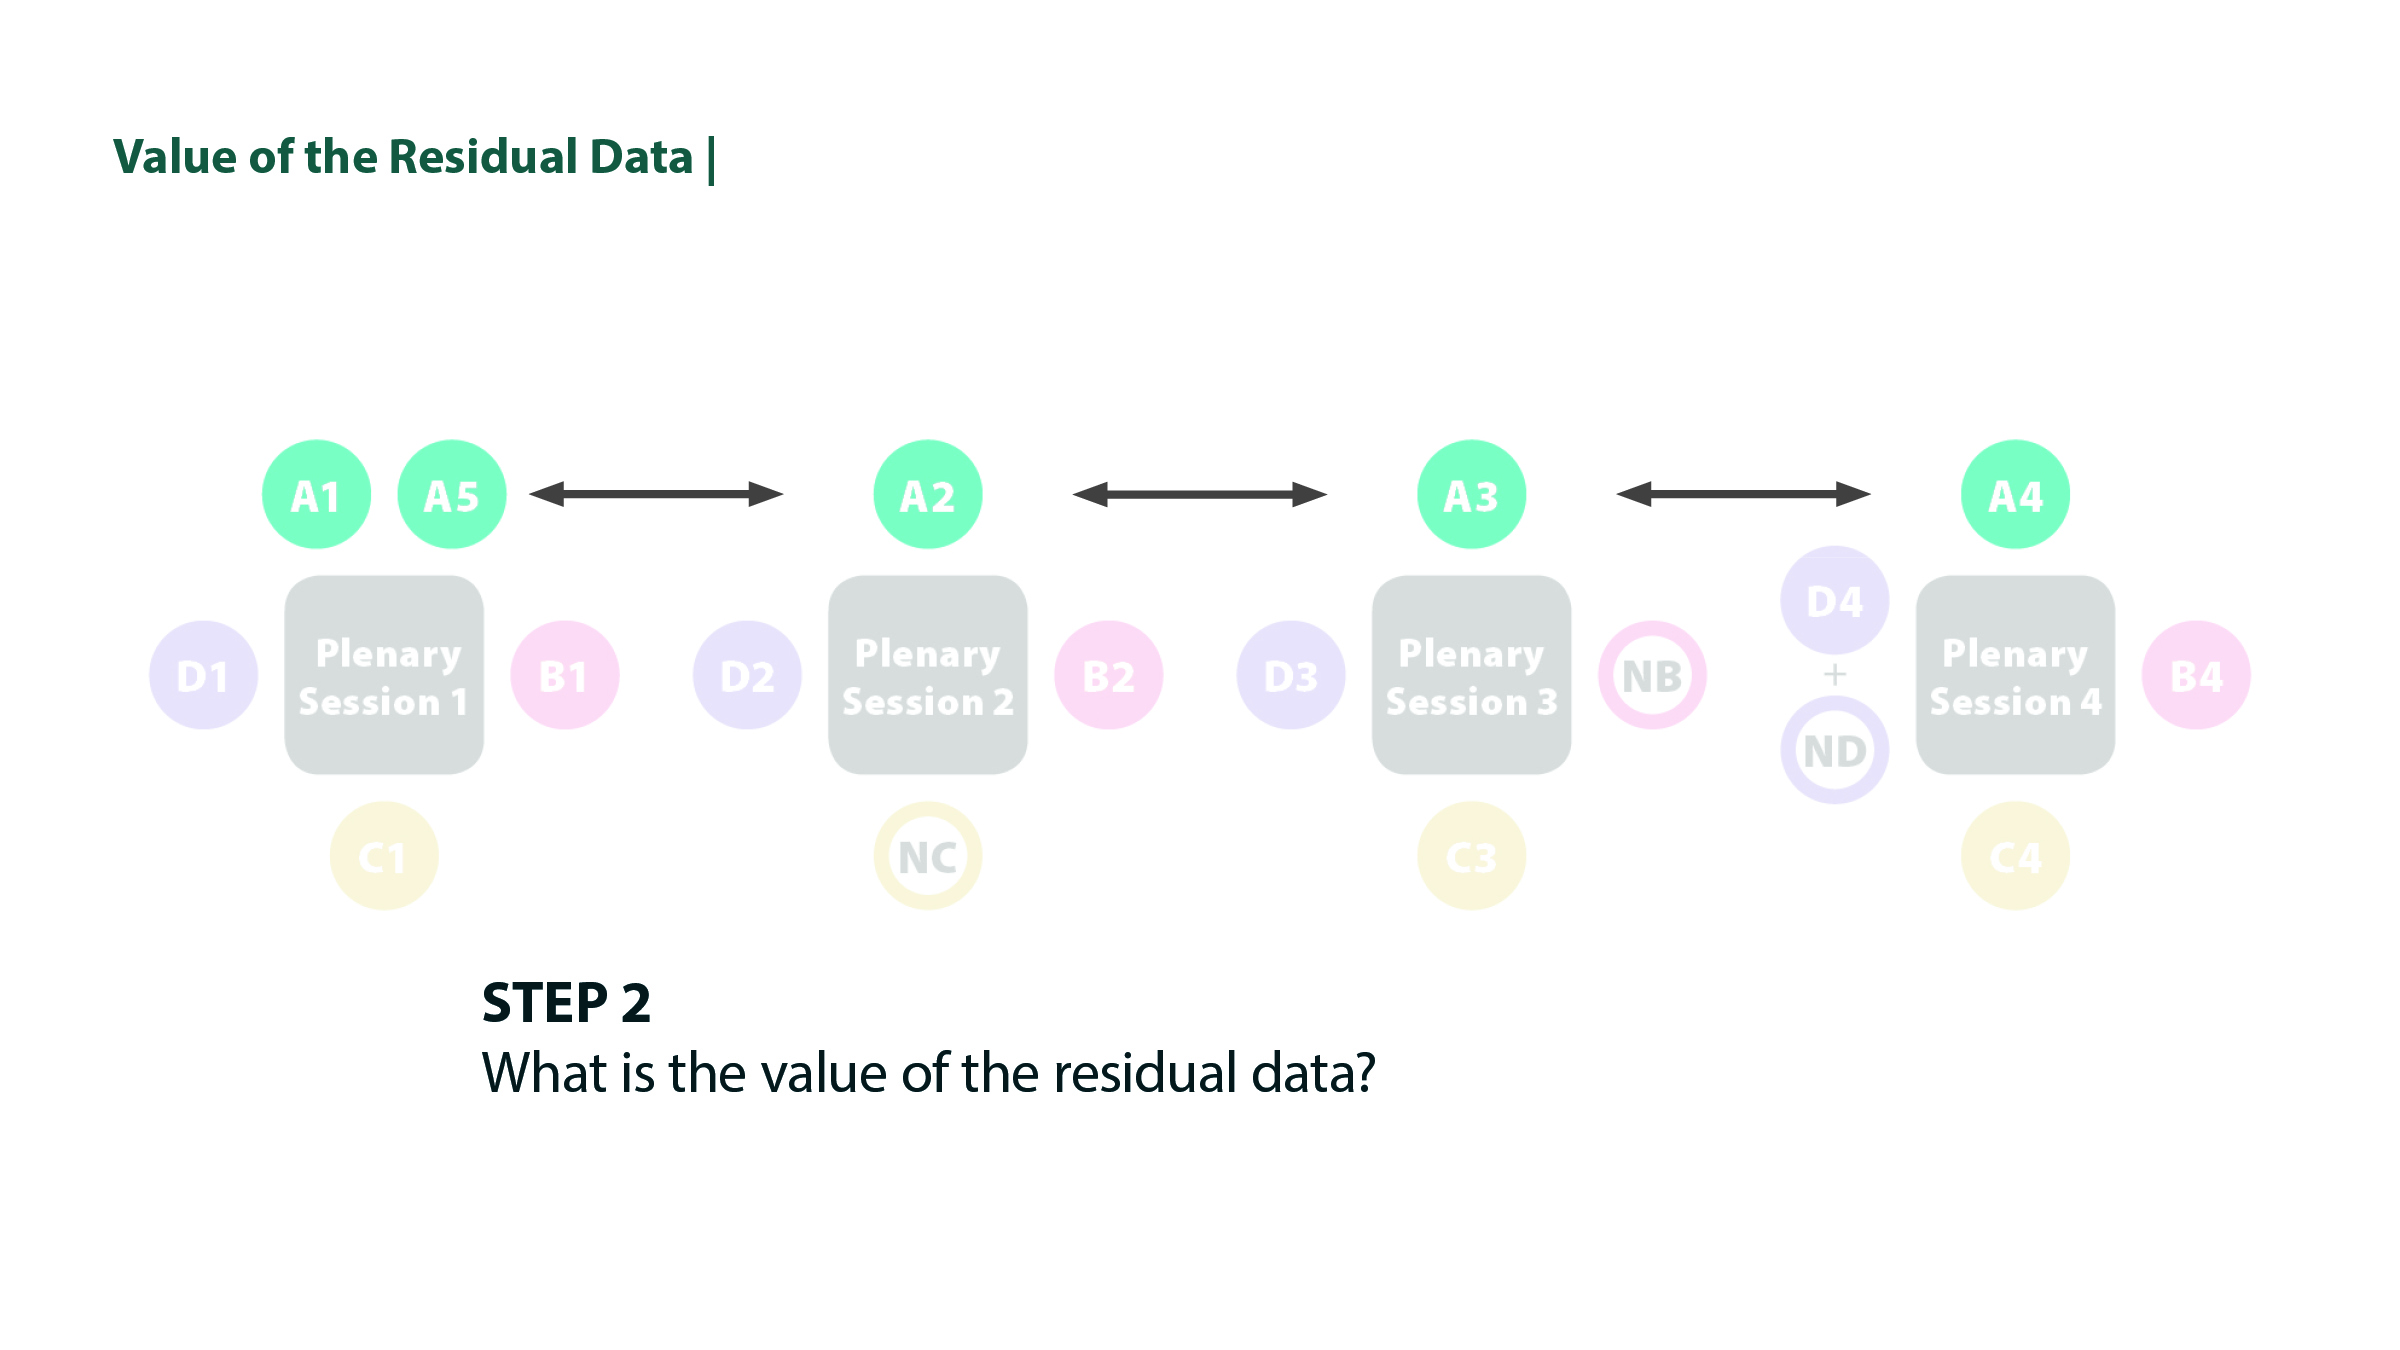 Value of the Residual Data |
A1
A5
A2
A3
A4
D1
Plenary
Session 1
B1
D2
Plenary
Session 2
B2
D3
Plenary
Session 3
NB
D4
+
ND
Plenary
Session 4
B4
C1
NC
C3
C4
STEP 2
What is the value of the residual data?